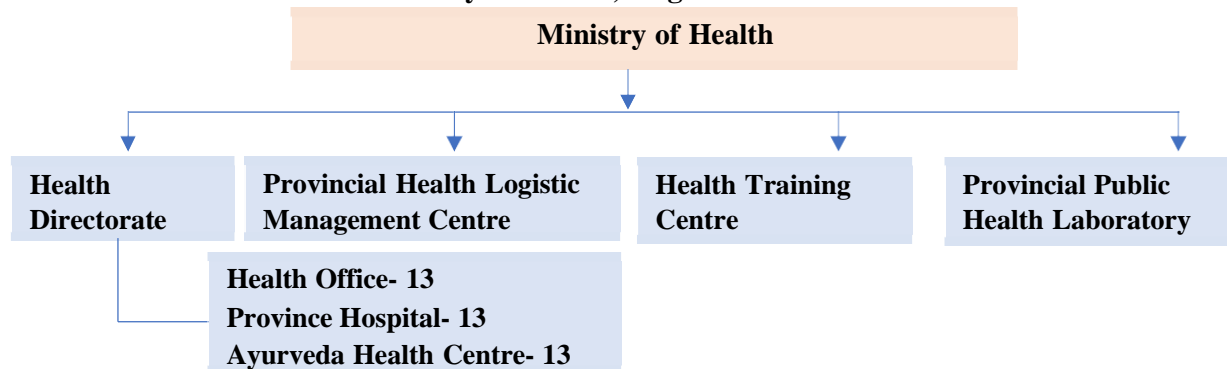 Ministry of Health
Health
Directorate
Provincial Health Logistic
Management Centre
Health Training
Centre
Provincial Public
Health Laboratory
Health Office- 13
Province Hospital- 13
Ayurveda Health Centre- 13